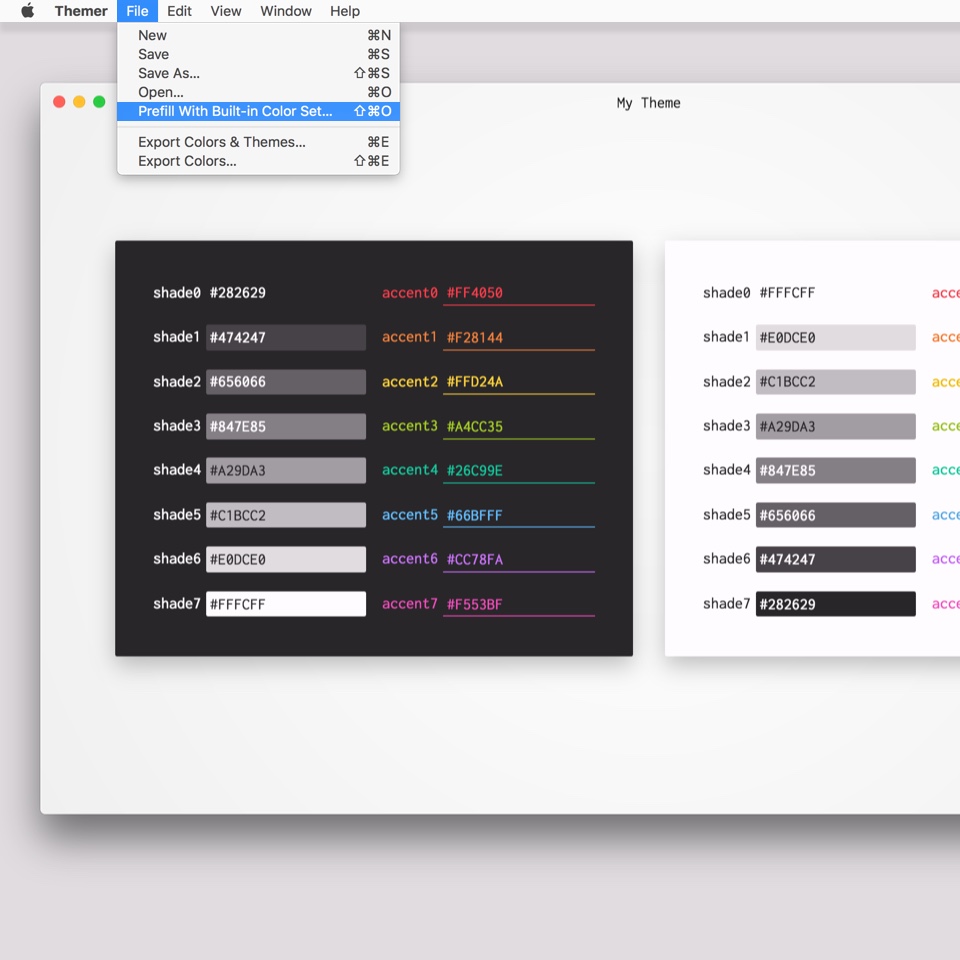 Themer File Edit View Window Help
New ⌘N
Save ⌘S
Save As... ⇧⌘S
Open... ⌘O
Prefill With Built-in Color Set... ⇧⌘O
Export Colors & Themes... ⌘E
Export Colors... ⇧⌘E
My Theme
shade0 #282629 accent0 #FF4050
shade1 #474247 accent1 #F28144
shade2 #656066 accent2 #FFD24A
shade3 #847E85 accent3 #A4CC35
shade4 #A29DA3 accent4 #26C99E
shade5 #C1BCC2 accent5 #66BFFF
shade6 #E0DCE0 accent6 #CC78FA
shade7 #FFFCFF accent7 #F553BF
shade0 #FFFCFF acce
shade1 #E0DCE0 acce
shade2 #C1BCC2 acce
shade3 #A29DA3 acce
shade4 #847E85 acce
shade5 #656066 acce
shade6 #474247 acce
shade7 #282629 acce